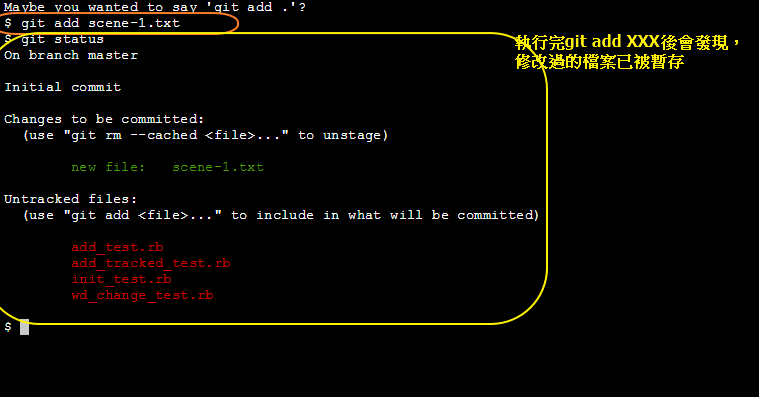 Maybe you wanted to say 'git add .'?
$ git add scene-1.txt
$ git status
On branch master
Initial commit
Changes to be committed:
(use "git rm --cached <file>..." to unstage)
new file: scene-1.txt
Untracked files:
(use "git add <file>..." to include in what will be committed)
add_test.rb
add_tracked_test.rb
init_test.rb
wd_change_test.rb
$
執行完git add XXX後會發現，
修改過的檔案已被暫存